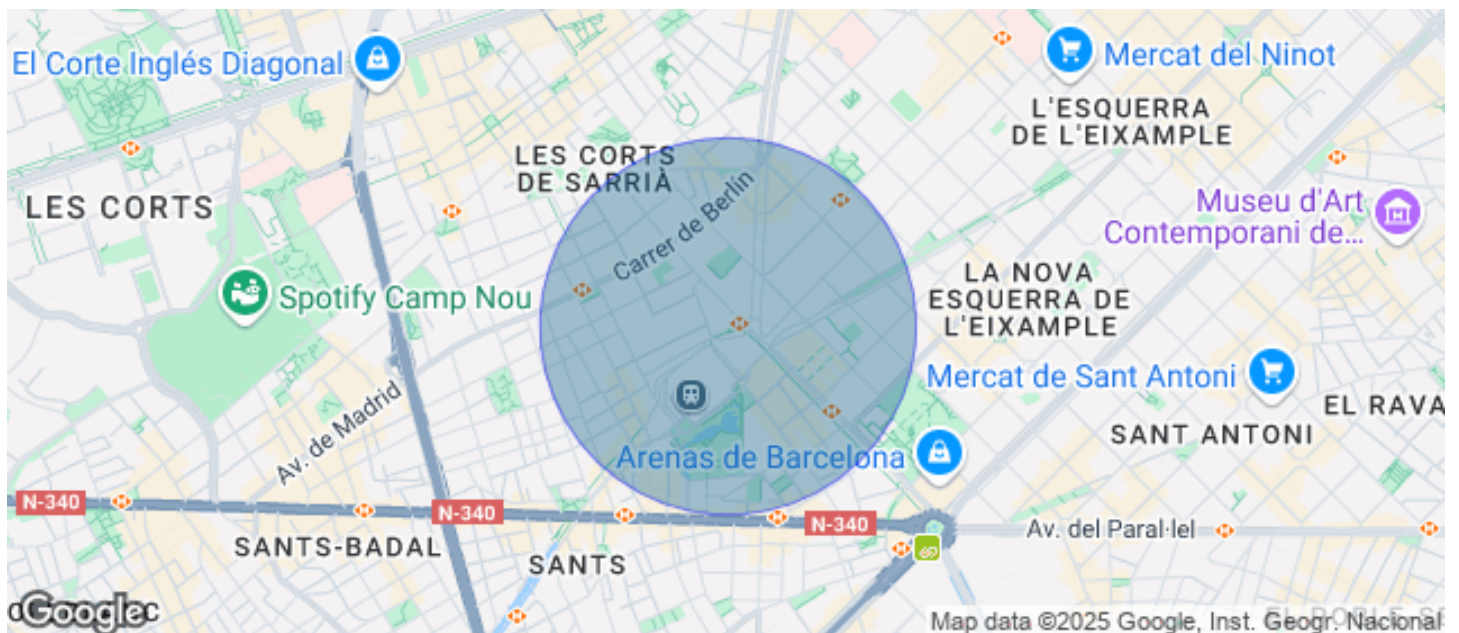 El Corte Inglés Diagonal
Mercat del Ninot
L'ESQUERRA
DE L'EIXAMPLE
LES CORTS
DE SARRIÀ
LES CORTS
Carrer de Berlin
Museu d'Art
Contemporani de...
Spotify Camp Nou
LA NOVA
ESQUERRA DE
L'EIXAMPLE
Mercat de Sant Antoni
Av. de Madrid
EL RAVA
SANT ANTONI
Arenas de Barcelona
N-340
N-340
N-340
Av. del Paral·lel
SANTS-BADAL
SANTS
Google
Map data ©2025 Google, Inst. Geogr. Nacional